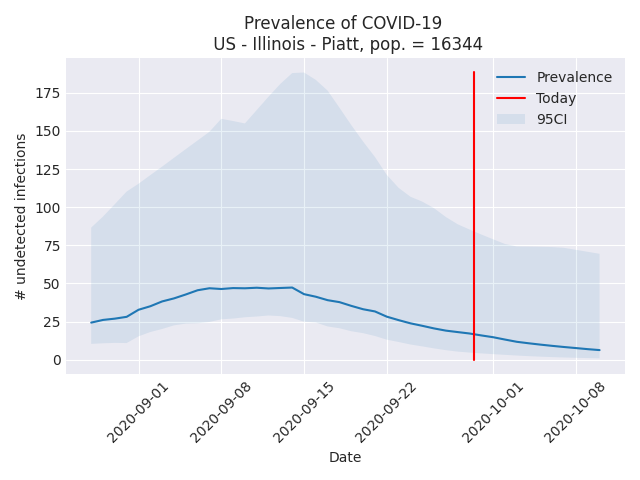 Prevalence of COVID-19
US - Illinois - Piatt, pop. = 16344
# undetected infections
175
150
125
100
75
50
25
0
Prevalence
Today
95CI
2020-09-01
2020-09-08
2020-09-15
2020-09-22
2020-10-01
2020-10-08
Date